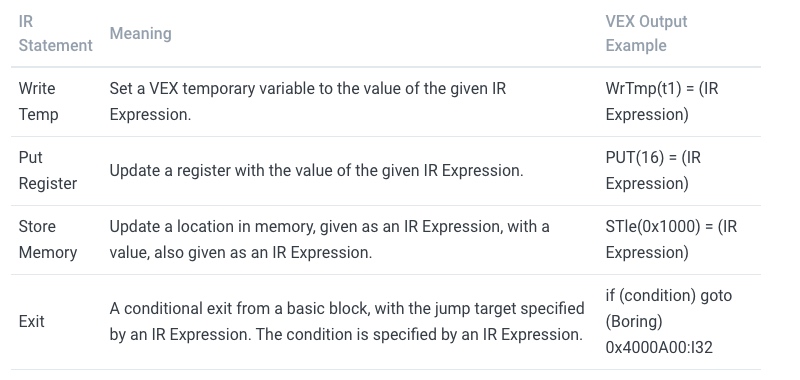 IR
Statement
Meaning
VEX Output
Example
Write
Temp
Set a VEX temporary variable to the value of the given IR
Expression.
WrTmp(t1) = (IR
Expression)
Put
Register
Update a register with the value of the given IR Expression.
PUT(16) = (IR
Expression)
Store
Memory
Update a location in memory, given as an IR Expression, with a
value, also given as an IR Expression.
STle(0x1000) = (IR
Expression)
Exit
A conditional exit from a basic block, with the jump target specified
by an IR Expression. The condition is specified by an IR Expression.
if (condition) goto
(Boring)
0x4000A00:I32